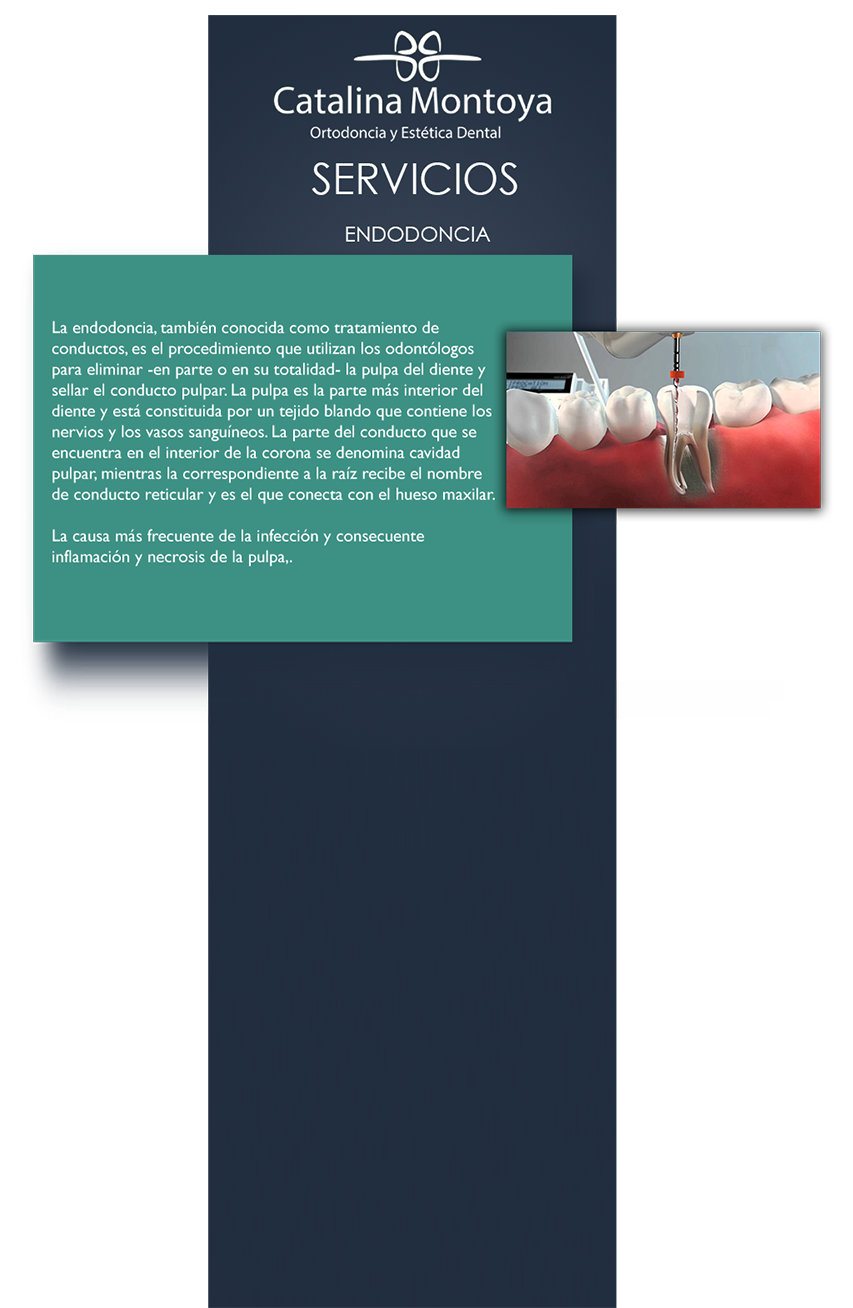 Catalina Montoya
Ortodoncia y Estética Dental
SERVICIOS
ENDODONCIA
La endodoncia, también conocida como tratamiento de
conductos, es el procedimiento que utilizan los odontólogos
para eliminar -en parte o en su totalidad- la pulpa del diente y
sellar el conducto pulpar. La pulpa es la parte más interior del
diente y está constituida por un tejido blando que contiene los
nervios y los vasos sanguíneos. La parte del conducto que se
encuentra en el interior de la corona se denomina cavidad
pulpar, mientras la correspondiente a la raíz recibe el nombre
de conducto reticular y es el que conecta con el hueso maxilar.
La causa más frecuente de la infección y consecuente
inflamación y necrosis de la pulpa,.